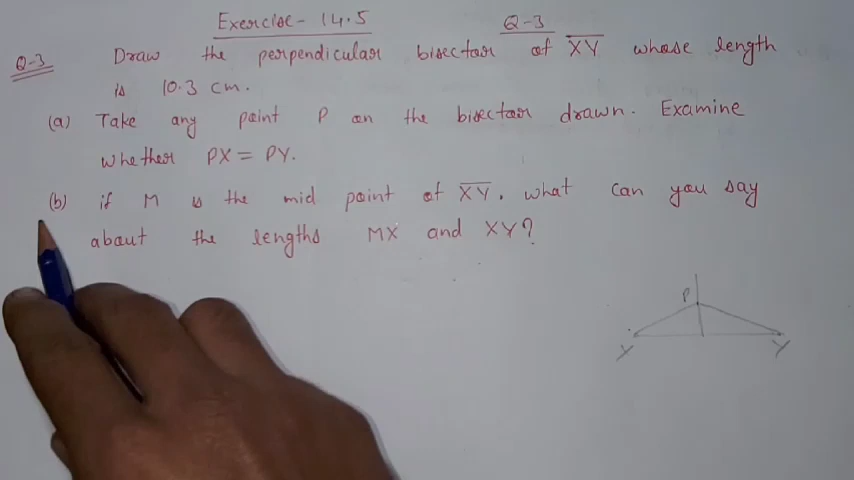 Exercise - 14.5 Q-3
Q-3 Draw the perpendicular bisector of XY whose length
is 10.3 cm.
(a) Take any point P on the bisector drawn. Examine
whether PX = PY.
(b) if M is the mid point of XY. what can you say
about the lengths MX and XY?
P
X Y